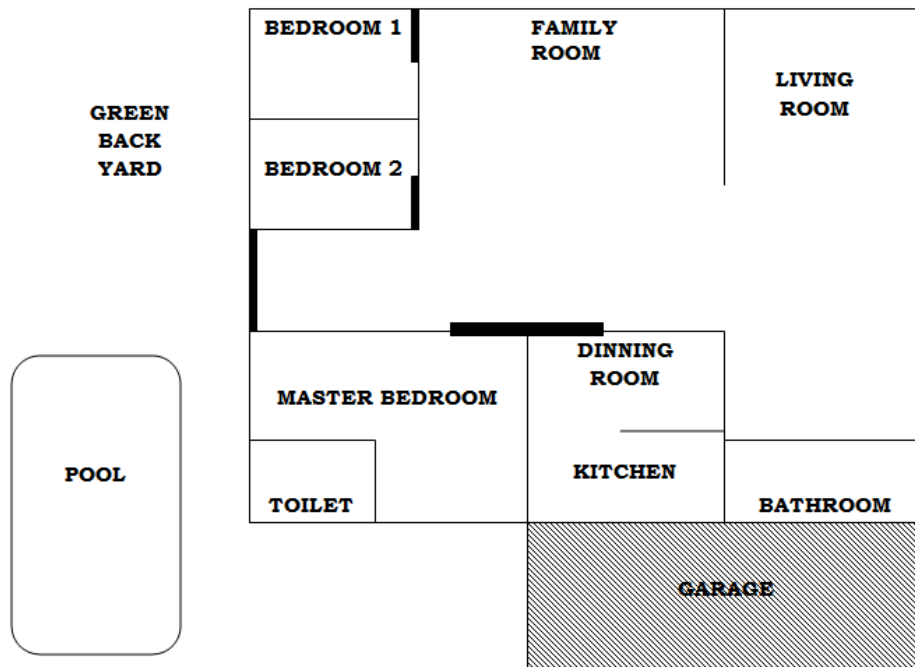 BEDROOM 1
FAMILY
ROOM
LIVING
ROOM
GREEN
BACK
YARD
BEDROOM 2
DINNING
ROOM
MASTER BEDROOM
POOL
KITCHEN
TOILET
BATHROOM
GARAGE